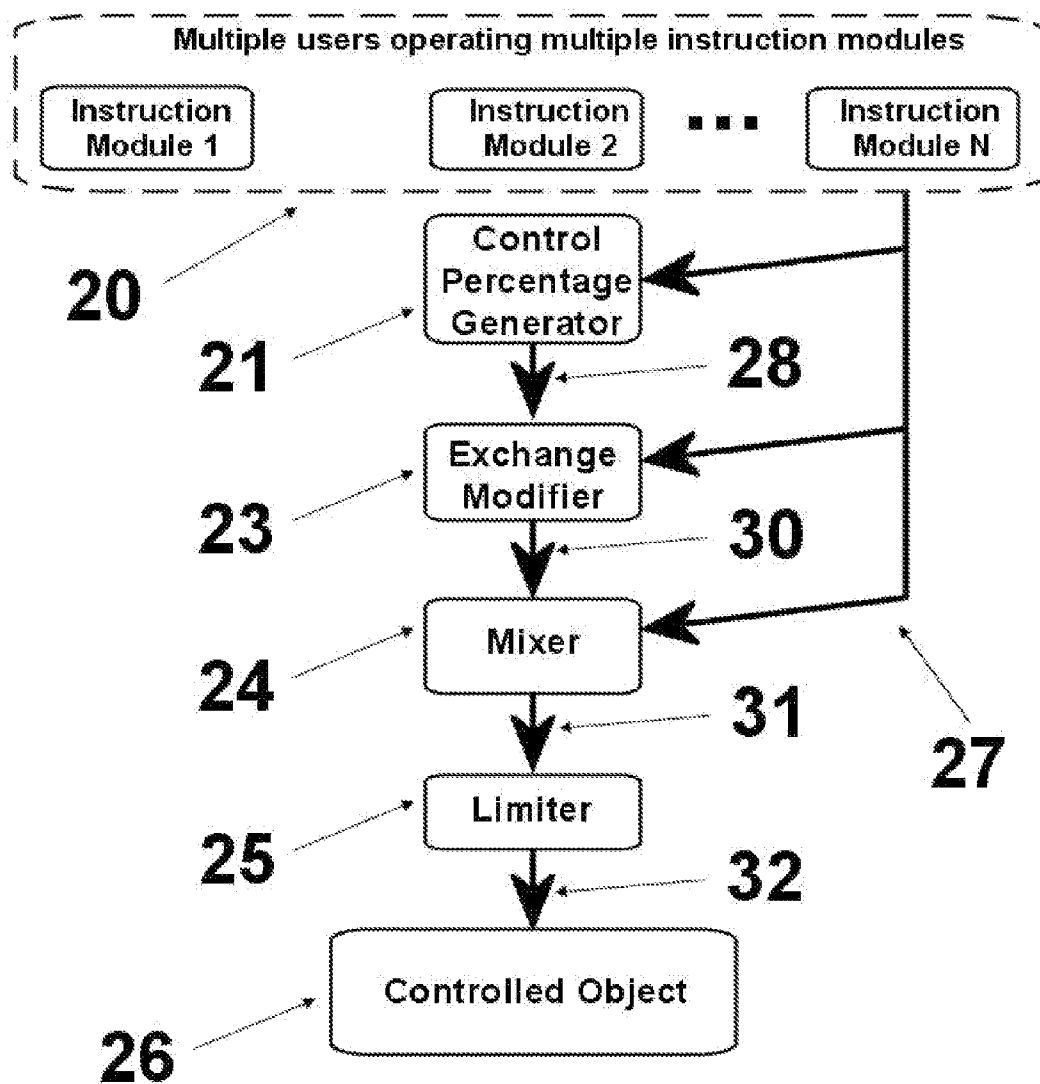 Multiple users operating multiple instruction modules
Instruction
Module 1
Instruction
Module 2
...
Instruction
Module N
20
Control
Percentage
Generator
21
28
Exchange
Modifier
23
30
Mixer
24
31
27
Limiter
25
32
Controlled Object
26